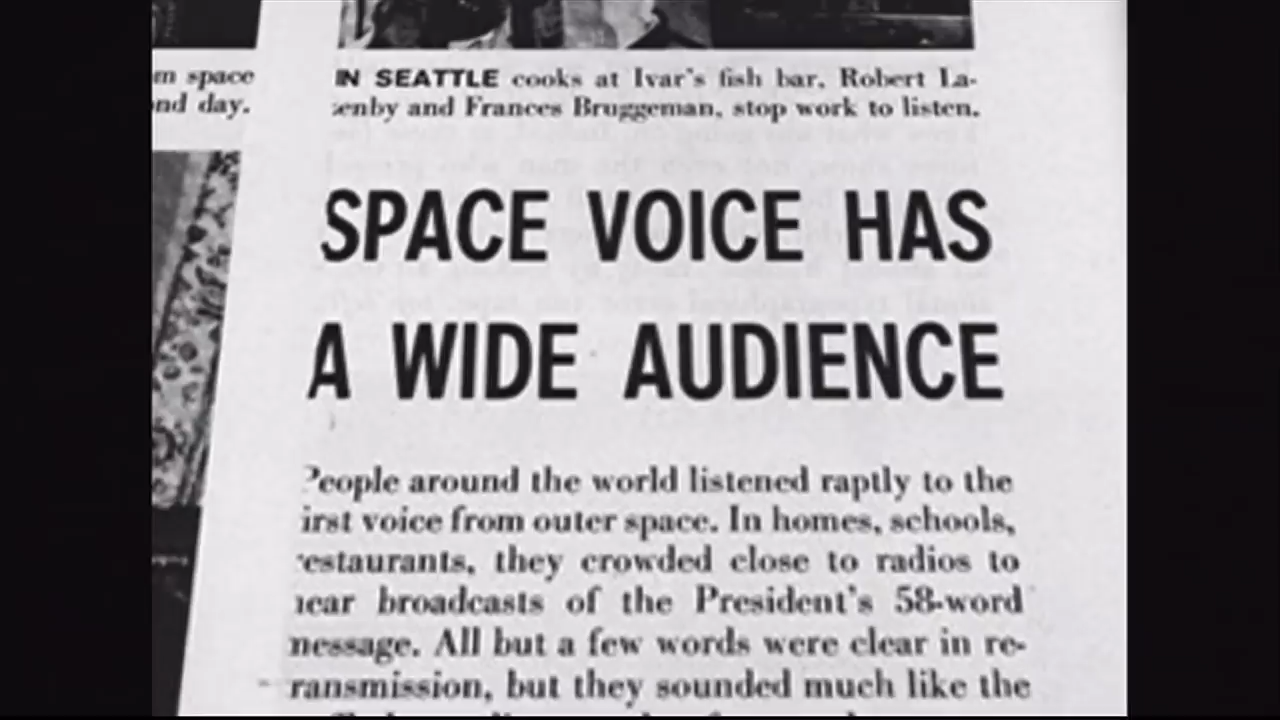 m space
nd day.
IN SEATTLE cooks at Ivar's fish bar, Robert La-
enby and Frances Bruggeman, stop work to listen.
SPACE VOICE HAS
A WIDE AUDIENCE
People around the world listened raptly to the
irst voice from outer space. In homes, schools,
estaurants, they crowded close to radios to
near broadcasts of the President's 58-word
message. All but a few words were clear in re-
ransmission, but they sounded much like the